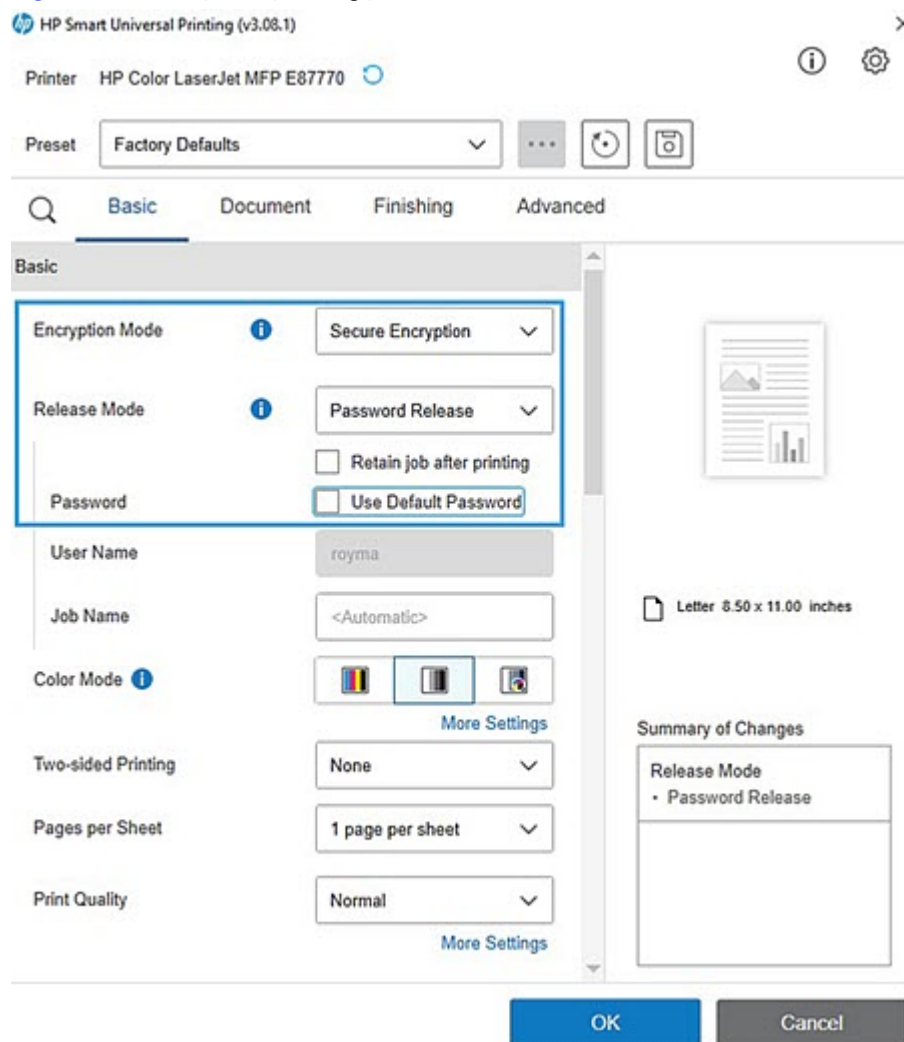 HP Smart Universal Printing (v3.08.1)
Printer HP Color LaserJet MFP E87770
Preset Factory Defaults
Basic Document Finishing Advanced
Basic
Encryption Mode Secure Encryption
Release Mode Password Release
Retain job after printing
Password Use Default Password
User Name royma
Job Name <Automatic>
Letter 8.50 x 11.00 inches
Color Mode
More Settings
Two-sided Printing None
Pages per Sheet 1 page per sheet
Print Quality Normal
More Settings
Summary of Changes
Release Mode
• Password Release
OK Cancel